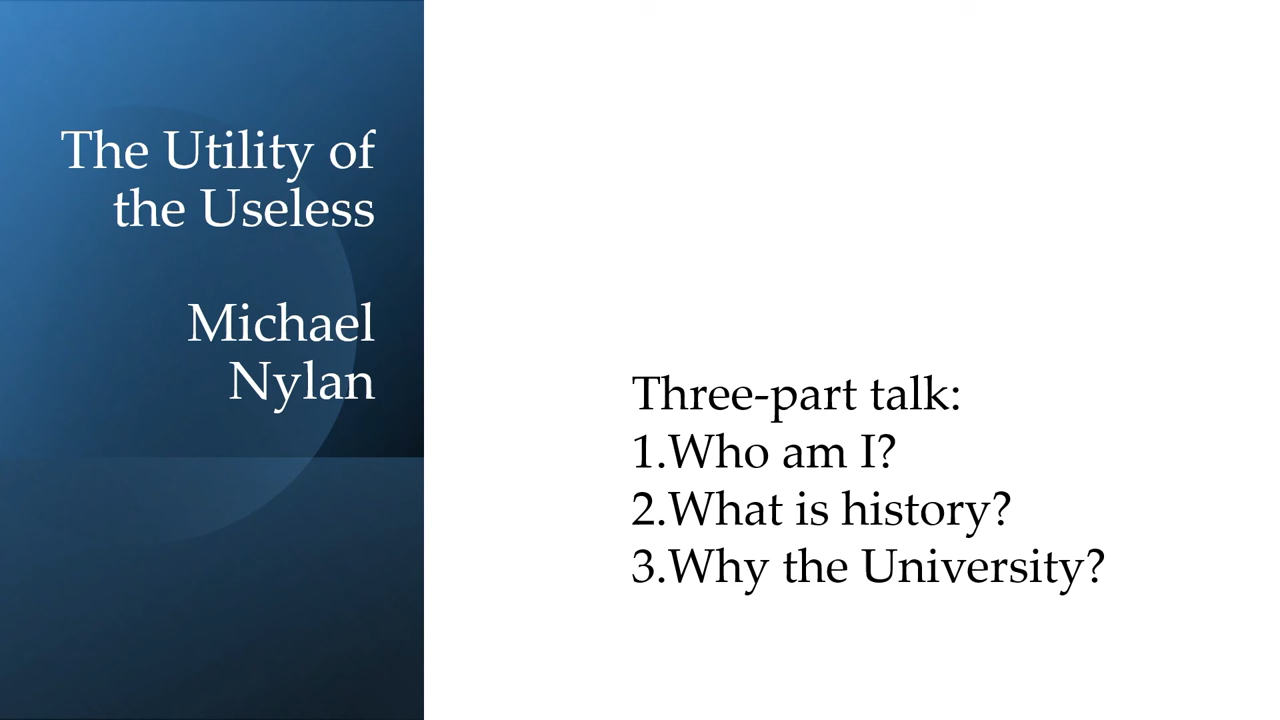 The Utility of
the Useless
Michael
Nylan
Three-part talk:
1.Who am I?
2.What is history?
3.Why the University?